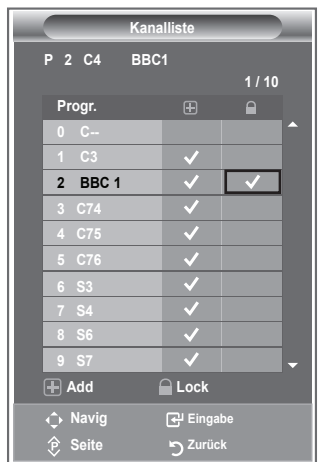 Kanalliste
P 2 C4 BBC1
1 / 10
Progr.
0 C--
1 C3
2 BBC 1
3 C74
4 C75
5 C76
6 S3
7 S4
8 S6
9 S7
Add Lock
Navig Eingabe
P Seite Zurück